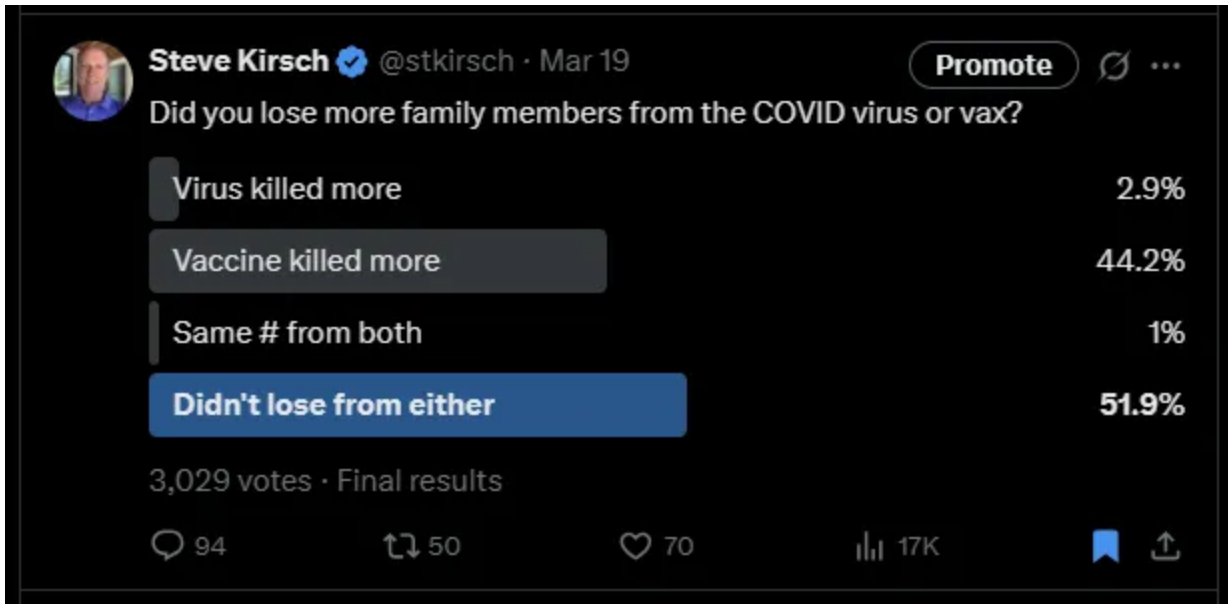 Steve Kirsch @stkirsch · Mar 19 Promote
Did you lose more family members from the COVID virus or vax?
Virus killed more 2.9%
Vaccine killed more 44.2%
Same # from both 1%
Didn't lose from either 51.9%
3,029 votes · Final results
94 50 70 17K